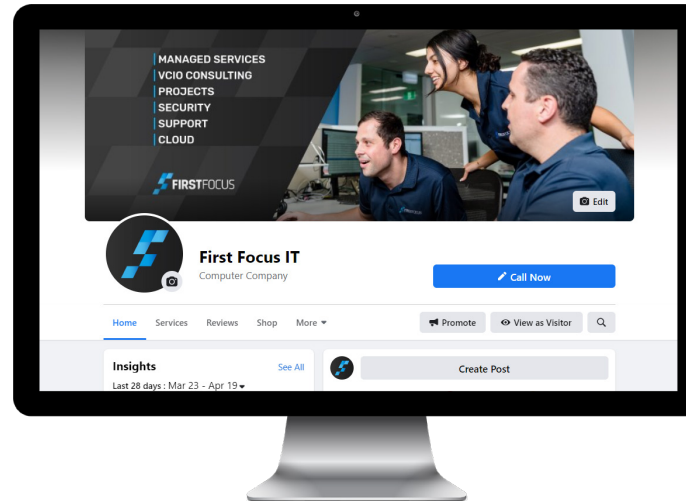 MANAGED SERVICES
VCIO CONSULTING
PROJECTS
SECURITY
SUPPORT
CLOUD
FIRSTFOCUS
Edit
First Focus IT
Computer Company
Call Now
Home Services Reviews Shop More
Promote View as Visitor
Insights See All
Create Post
Last 28 days : Mar 23 - Apr 19